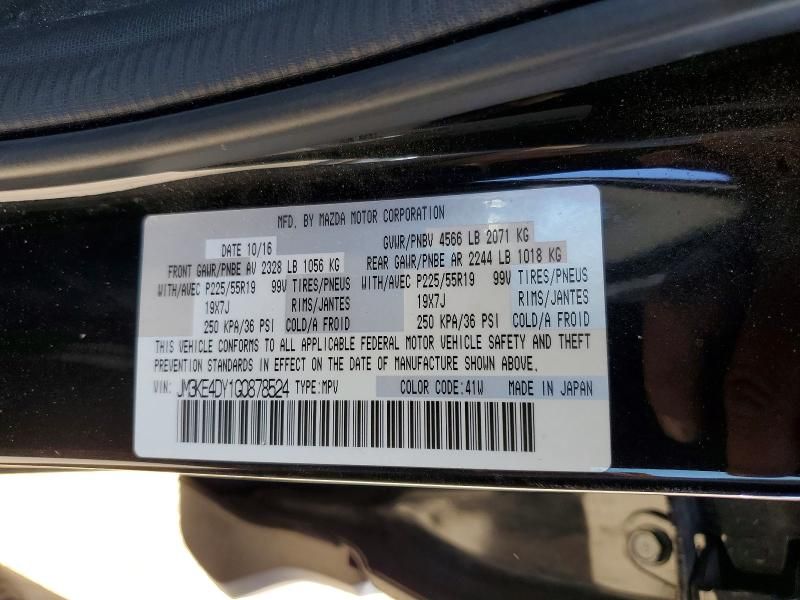 MFD. BY MAZDA MOTOR CORPORATION
DATE 10/16 GVWR/PNBV 4566 LB 2071 KG
FRONT GAWR/PNBE AV 2328 LB 1056 KG REAR GAWR/PNBE AR 2244 LB 1018 KG
WITH/AVEC P225/55R19 99V TIRES/PNEUS WITH/AVEC P225/55R19 99V TIRES/PNEUS
19X7J RIMS/JANTES 19X7J RIMS/JANTES
250 KPA/36 PSI COLD/A FROID 250 KPA/36 PSI COLD/A FROID
THIS VEHICLE CONFORMS TO ALL APPLICABLE FEDERAL MOTOR VEHICLE SAFETY AND THEFT
PREVENTION STANDARDS IN EFFECT ON THE DATE OF MANUFACTURE SHOWN ABOVE.
VIN: JM3KE4DY1G0878524 TYPE:MPV COLOR CODE:41W MADE IN JAPAN